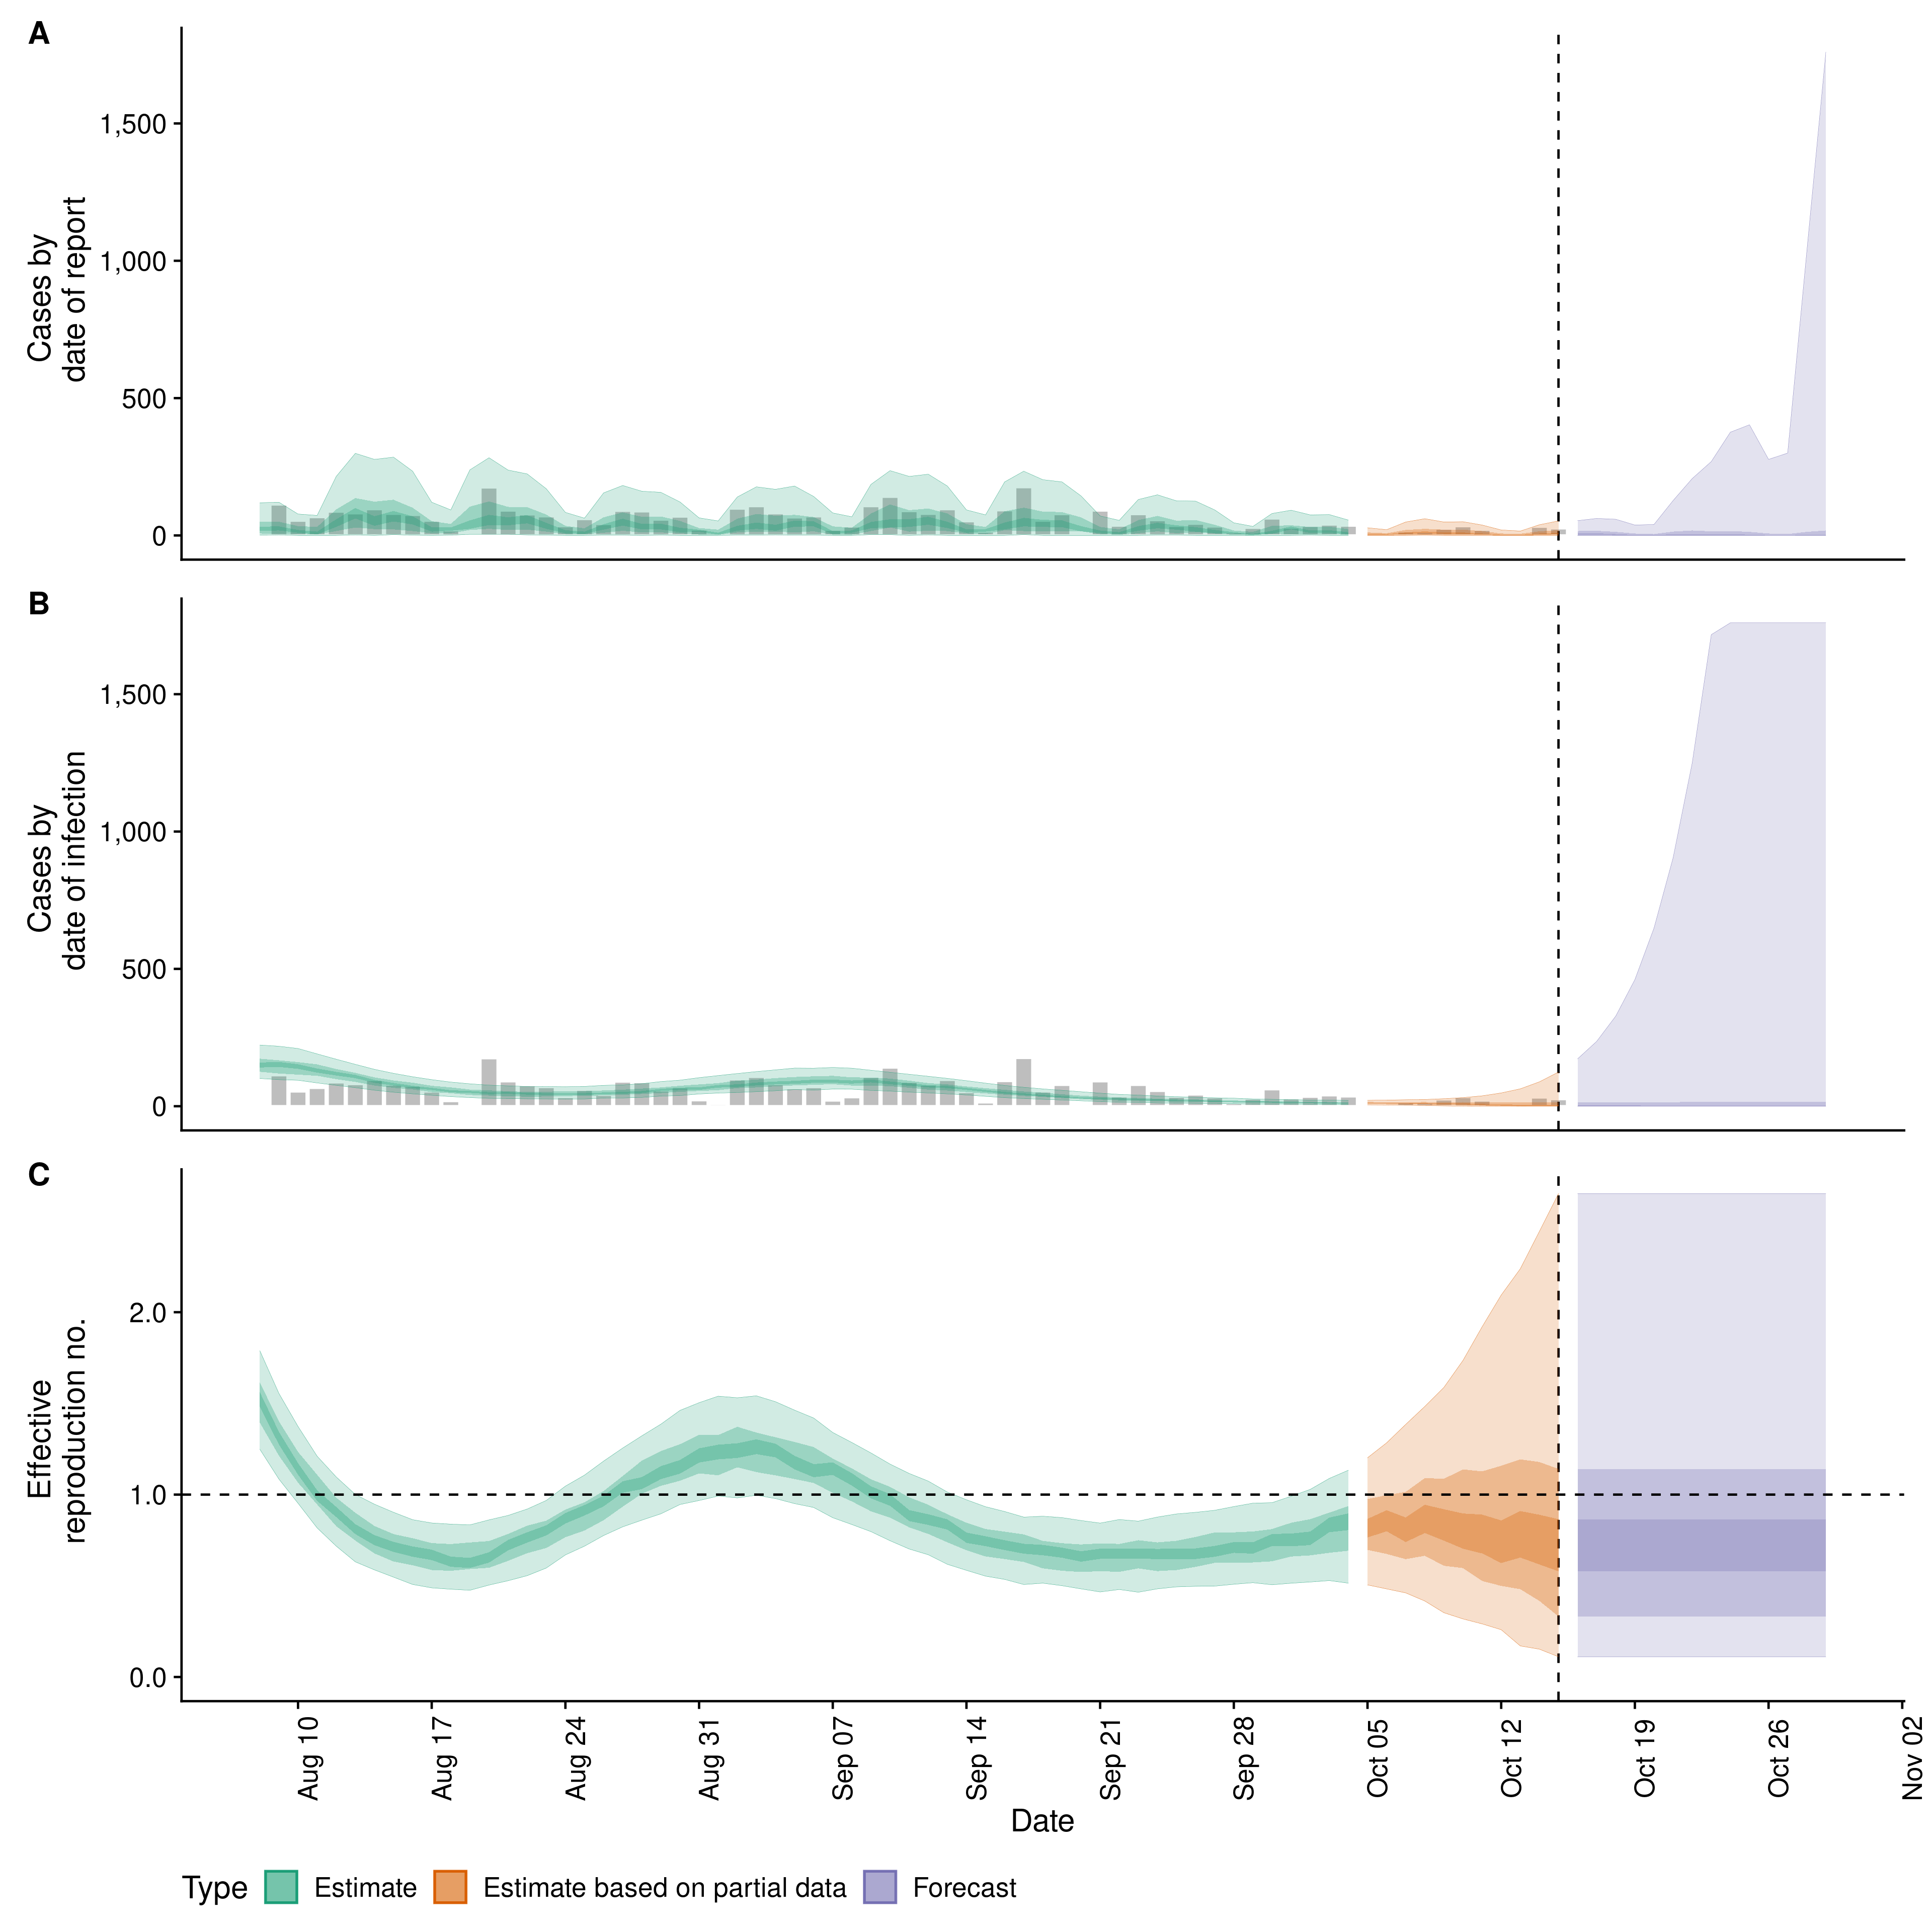 A
Cases by
date of report
1,500
1,000
500
0
B
Cases by
date of infection
1,500
1,000
500
0
C
Effective
reproduction no.
2.0
1.0
0.0
Aug 10
Aug 17
Aug 24
Aug 31
Sep 07
Sep 14
Sep 21
Sep 28
Oct 05
Oct 12
Oct 19
Oct 26
Nov 02
Date
Type Estimate Estimate based on partial data Forecast